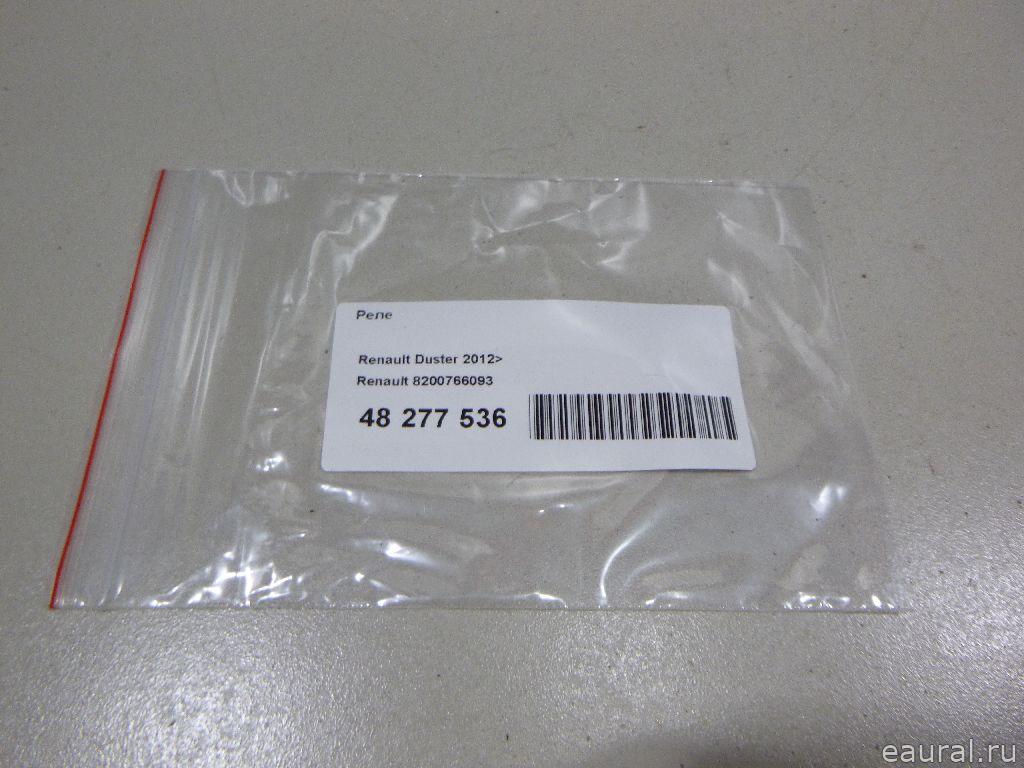 Реле
Renault Duster 2012>
Renault 8200766093
48 277 536
eaural.ru